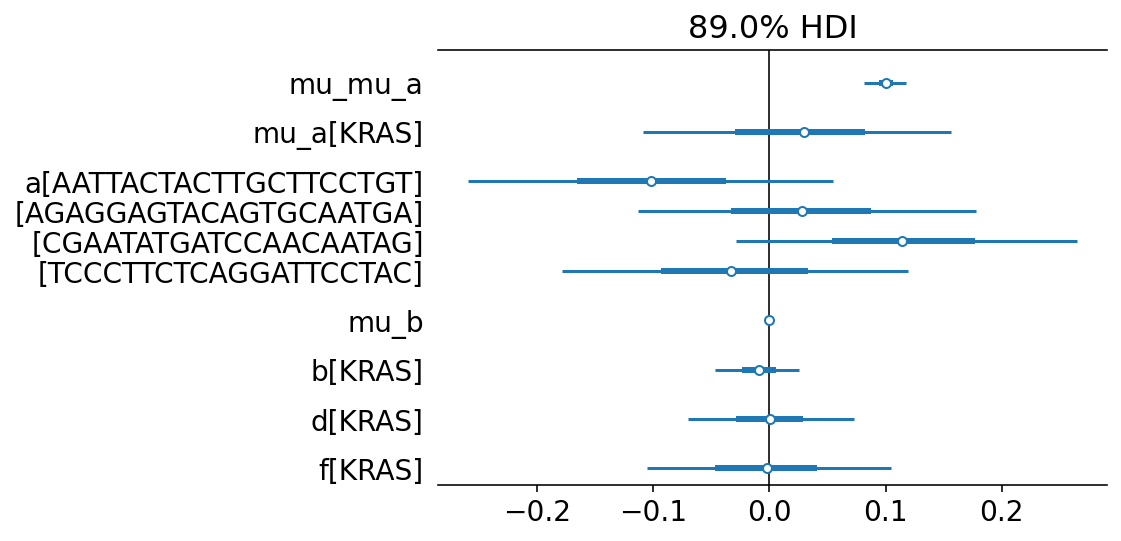 89.0% HDI
mu_mu_a
mu_a[KRAS]
a[AATTACTACTTGCTTCCTGT]
[AGAGGAGTACAGTGCAATGA]
[CGAATATGATCCAACAATAG]
[TCCCTTCTCAGGATTCCTAC]
mu_b
b[KRAS]
d[KRAS]
f[KRAS]
−0.2 −0.1 0.0 0.1 0.2